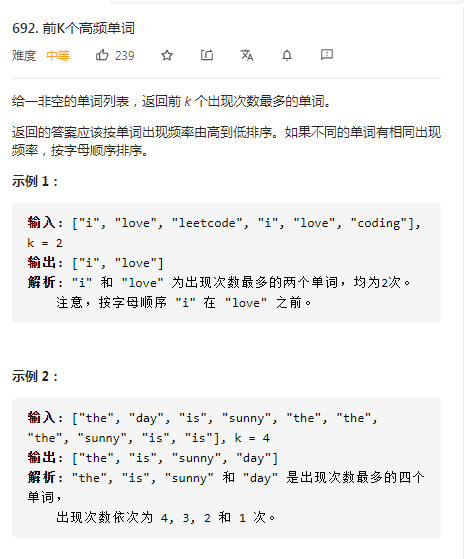 692. 前K个高频单词
难度 中等 239
给一非空的单词列表，返回前 k 个出现次数最多的单词。
返回的答案应该按单词出现频率由高到低排序。如果不同的单词有相同出现
频率，按字母顺序排序。
示例 1：
输入: ["i", "love", "leetcode", "i", "love", "coding"],
k = 2
输出: ["i", "love"]
解析: "i" 和 "love" 为出现次数最多的两个单词，均为2次。
注意，按字母顺序 "i" 在 "love" 之前。
示例 2：
输入: ["the", "day", "is", "sunny", "the", "the",
"the", "sunny", "is", "is"], k = 4
输出: ["the", "is", "sunny", "day"]
解析: "the", "is", "sunny" 和 "day" 是出现次数最多的四个
单词，
出现次数依次为 4, 3, 2 和 1 次。